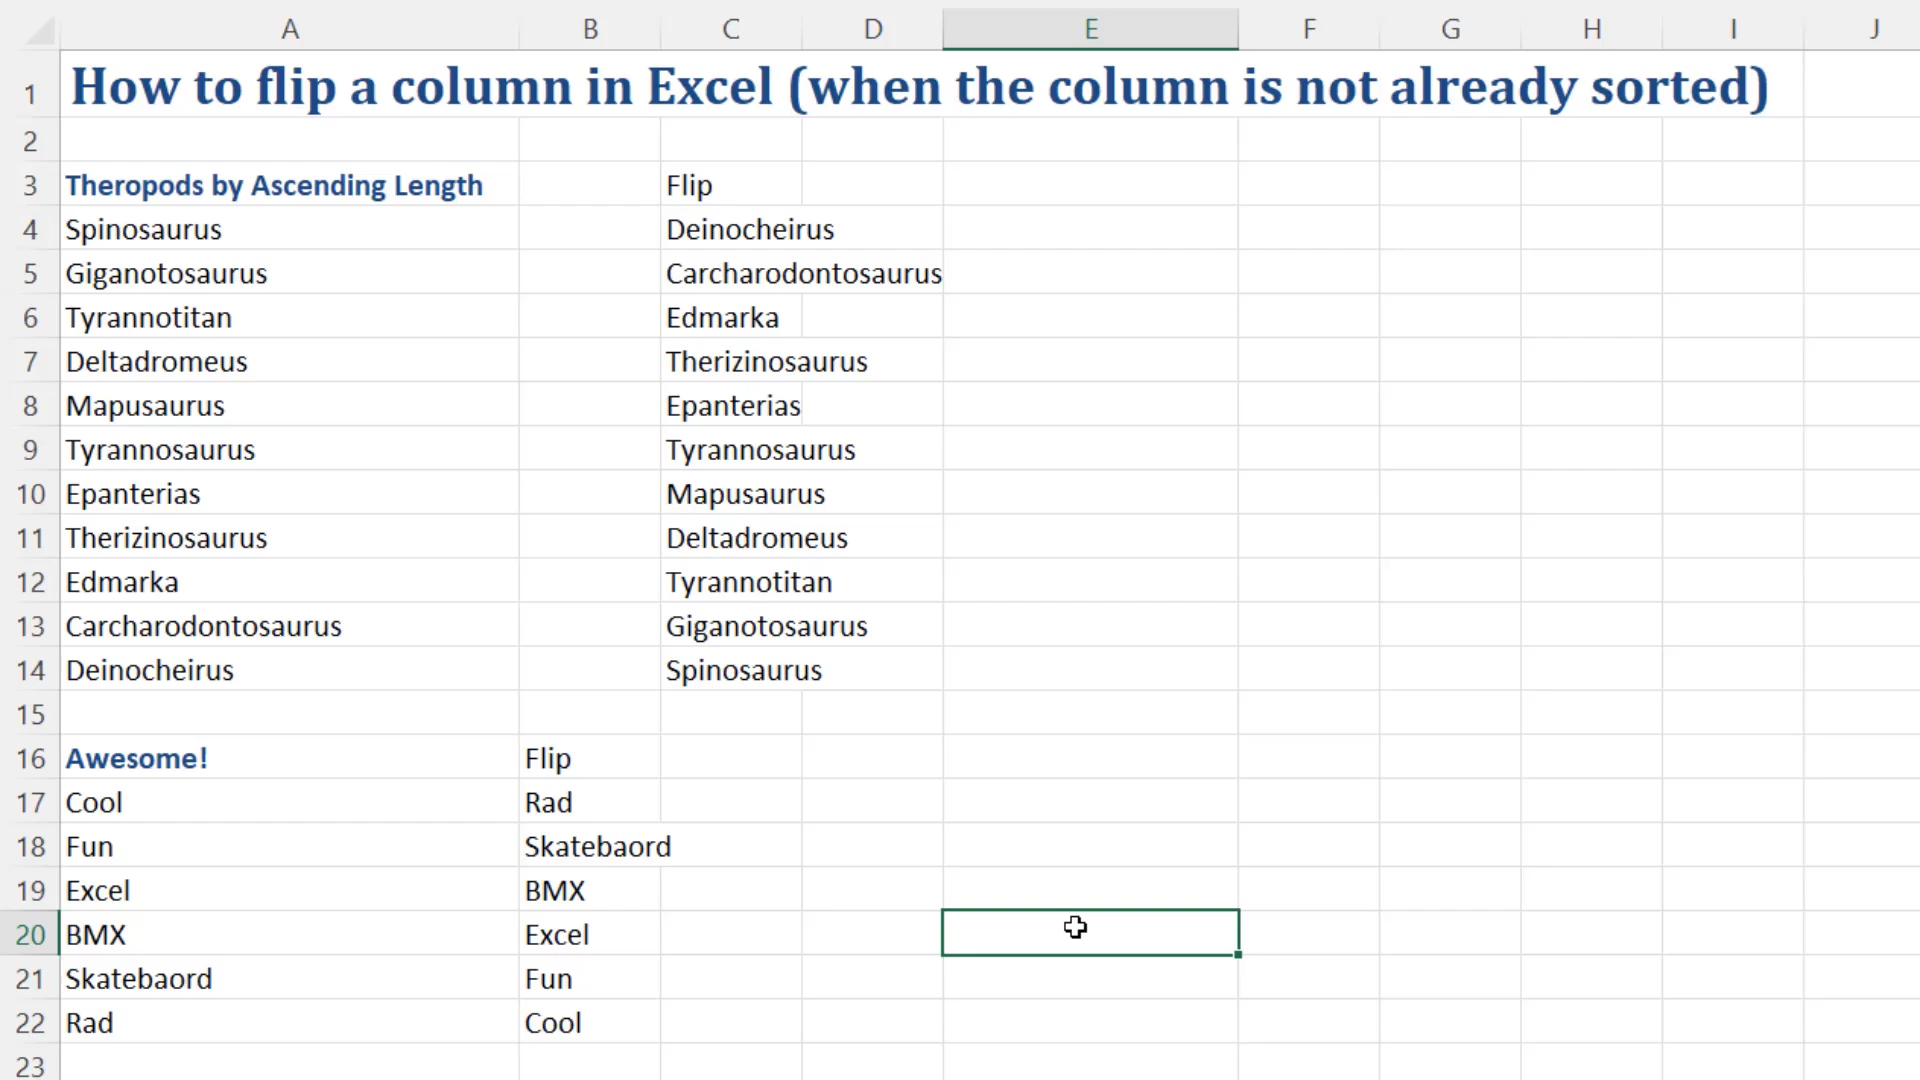 A B C D E F G H I J
1 How to flip a column in Excel (when the column is not already sorted)
2
3 Theropods by Ascending Length Flip
4 Spinosaurus Deinocheirus
5 Giganotosaurus Carcharodontosaurus
6 Tyrannotitan Edmarka
7 Deltadromeus Therizinosaurus
8 Mapusaurus Epanterias
9 Tyrannosaurus Tyrannosaurus
10 Epanterias Mapusaurus
11 Therizinosaurus Deltadromeus
12 Edmarka Tyrannotitan
13 Carcharodontosaurus Giganotosaurus
14 Deinocheirus Spinosaurus
15
16 Awesome! Flip
17 Cool Rad
18 Fun Skatebaord
19 Excel BMX
20 BMX Excel
21 Skatebaord Fun
22 Rad Cool
23